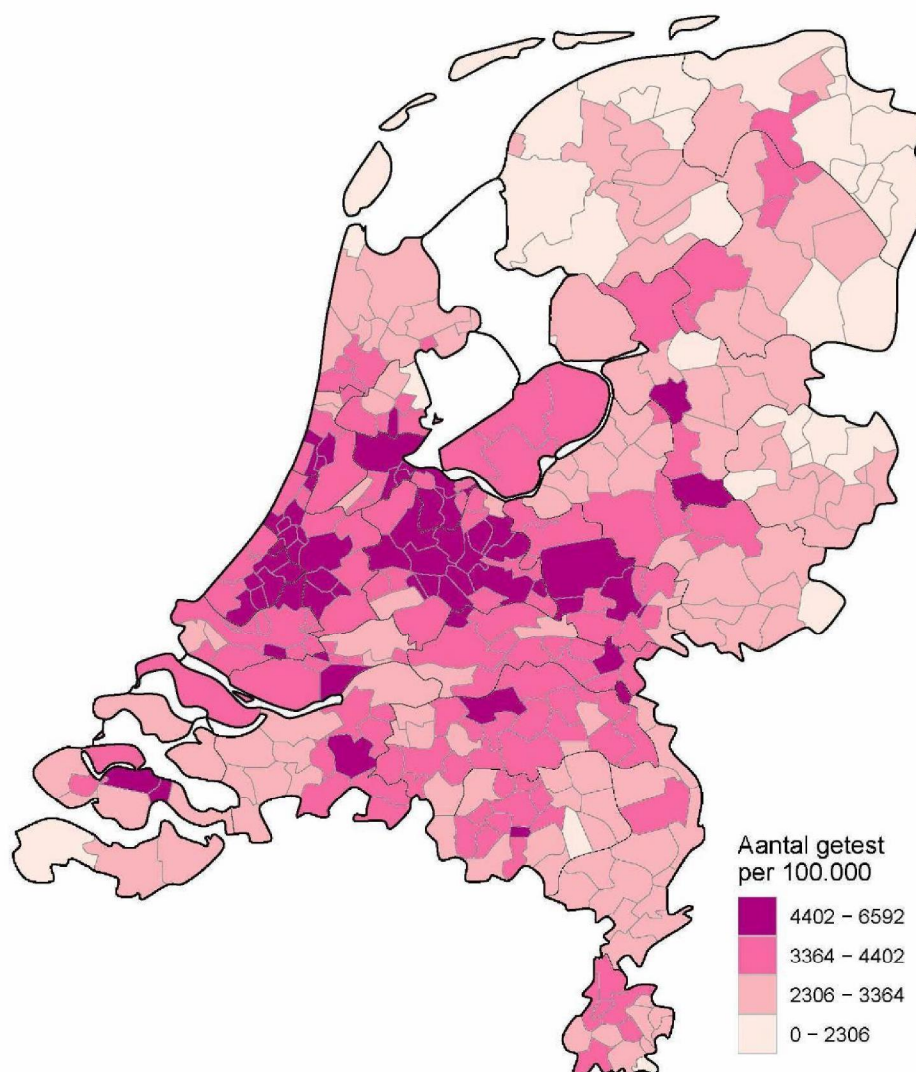 Aantal getest
per 100.000
4402 – 6592
3364 – 4402
2306 – 3364
0 – 2306